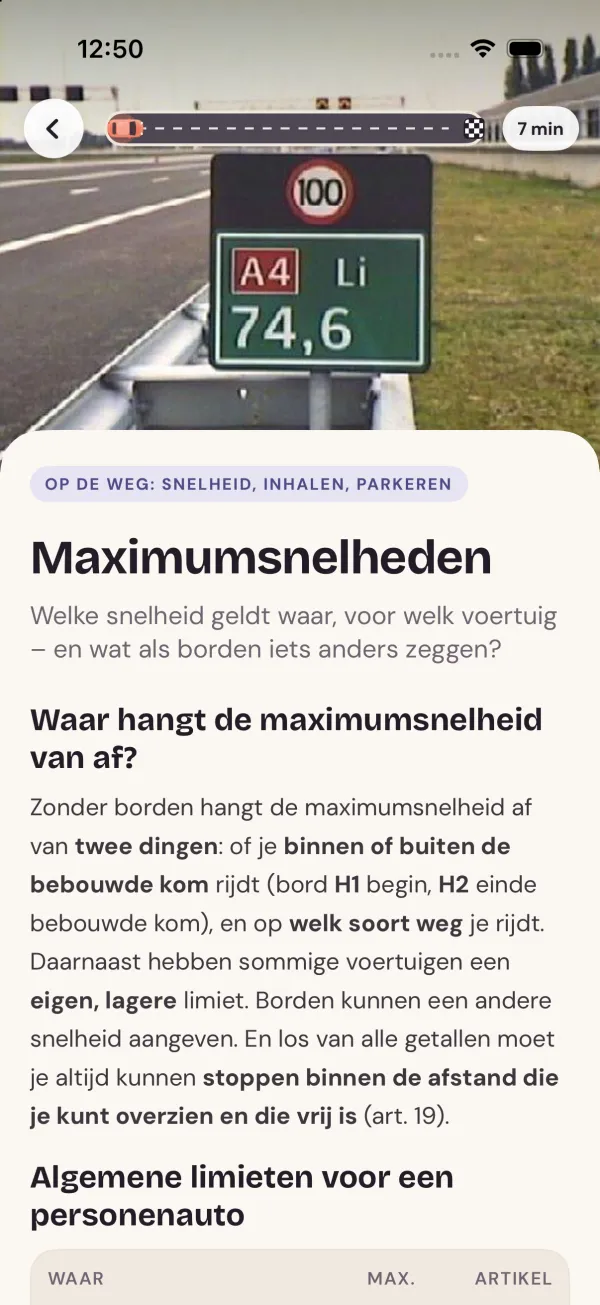 12:50
7 min
100
A4 Li
74,6
OP DE WEG: SNELHEID, INHALEN, PARKEREN
Maximumsnelheden
Welke snelheid geldt waar, voor welk voertuig
– en wat als borden iets anders zeggen?
Waar hangt de maximumsnelheid
van af?
Zonder borden hangt de maximumsnelheid af
van twee dingen: of je binnen of buiten de
bebouwde kom rijdt (bord H1 begin, H2 einde
bebouwde kom), en op welk soort weg je rijdt.
Daarnaast hebben sommige voertuigen een
eigen, lagere limiet. Borden kunnen een andere
snelheid aangeven. En los van alle getallen moet
je altijd kunnen stoppen binnen de afstand die
je kunt overzien en die vrij is (art. 19).
Algemene limieten voor een
personenauto
WAAR MAX. ARTIKEL